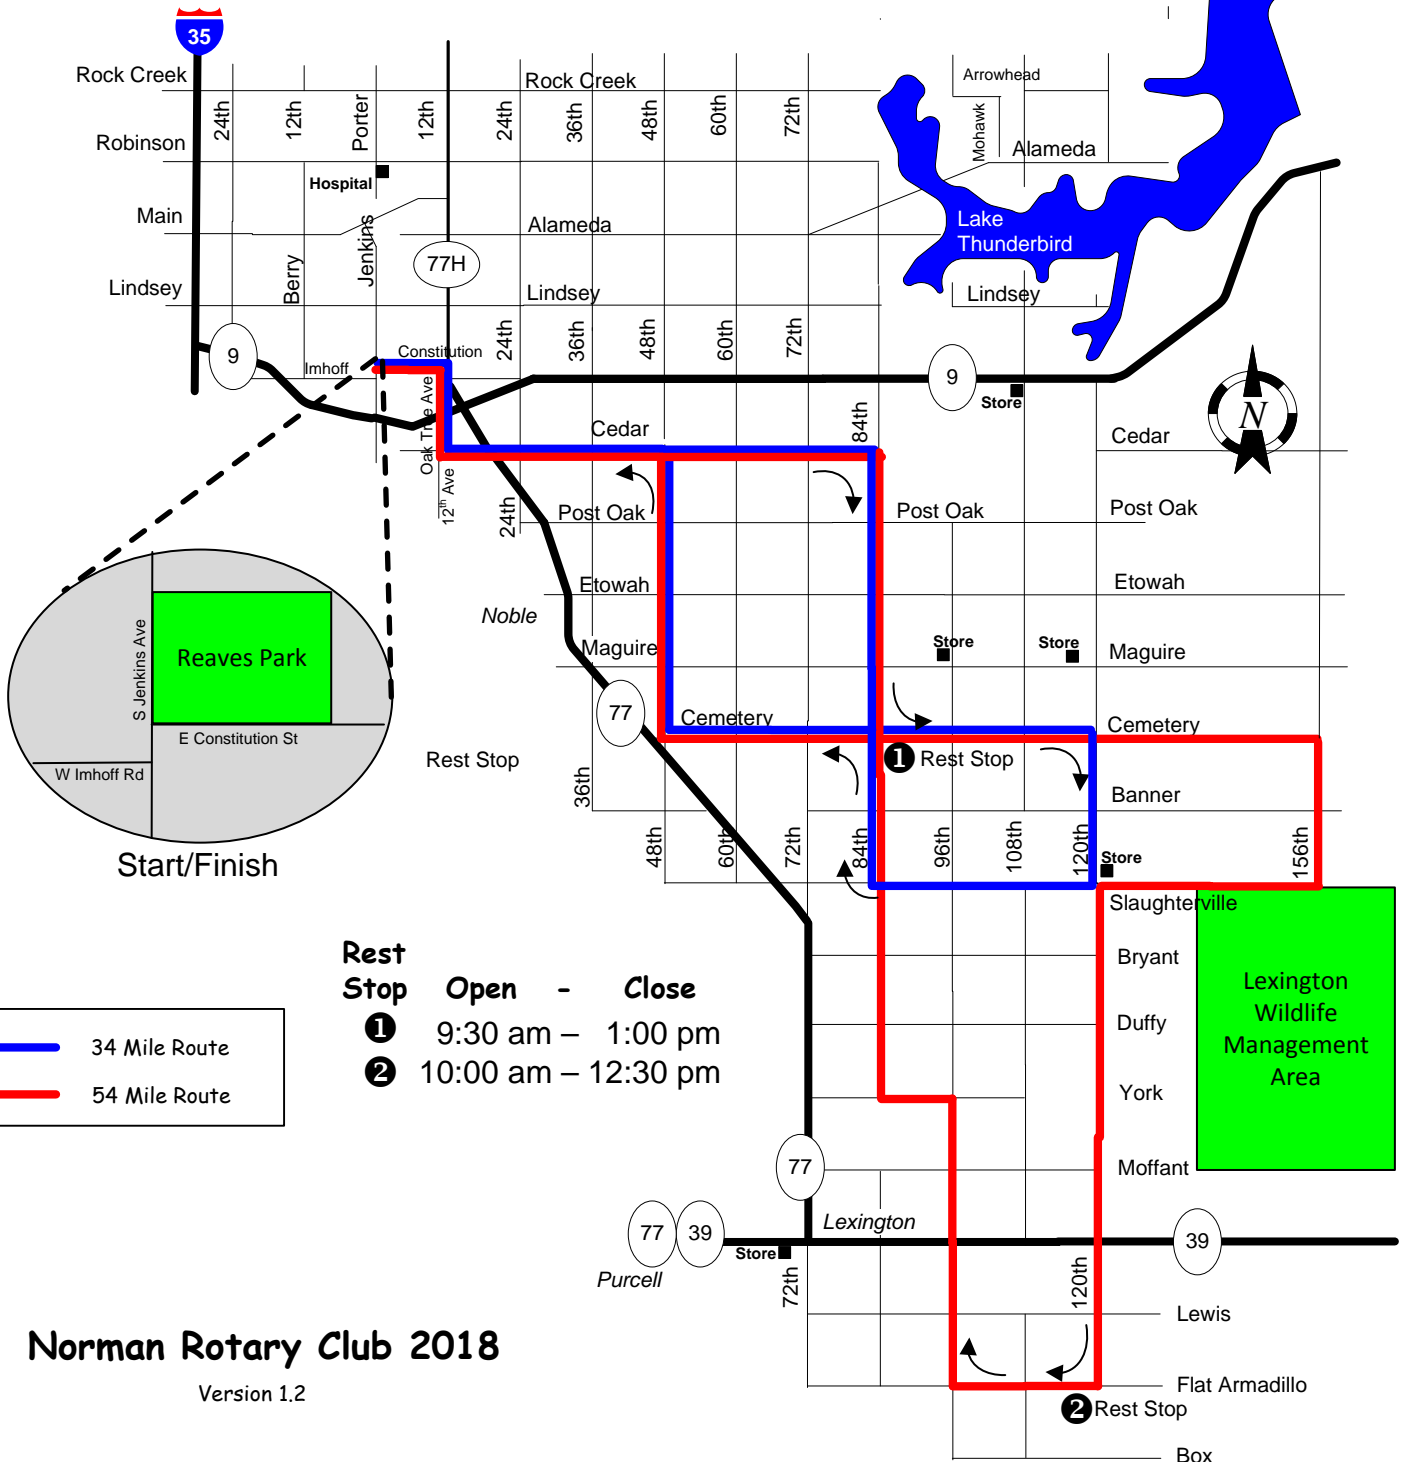 35
Rock Creek
Rock Creek
Arrowhead
24th
12th
Porter
12th
24th
36th
48th
60th
72th
Mohawk
Robinson
Alameda
Hospital
Main
Jenkins
Alameda
Lake
Thunderbird
77H
Berry
Lindsey
Lindsey
Lindsey
24th
36th
48th
60th
72th
9
Constitution
Imhoff
9
Store
N
Oak Tree Ave
Cedar
84th
Cedar
12th Ave
24th
Post Oak
Post Oak
Post Oak
Etowah
Etowah
Noble
Maguire
Store
Store
Maguire
S Jenkins Ave
Reaves Park
77
Cemetery
Cemetery
E Constitution St
W Imhoff Rd
Rest Stop
1 Rest Stop
36th
Banner
48th
60th
72th
84th
96th
108th
120th
Store
156th
Start/Finish
Slaughterville
Rest
Stop Open - Close
1 9:30 am – 1:00 pm
2 10:00 am – 12:30 pm
Bryant
Lexington
Wildlife
Management
Area
Duffy
34 Mile Route
54 Mile Route
York
77
Moffant
77
39
Lexington
39
Store
Purcell
72th
120th
Lewis
Norman Rotary Club 2018
Version 1.2
Flat Armadillo
2 Rest Stop
Box